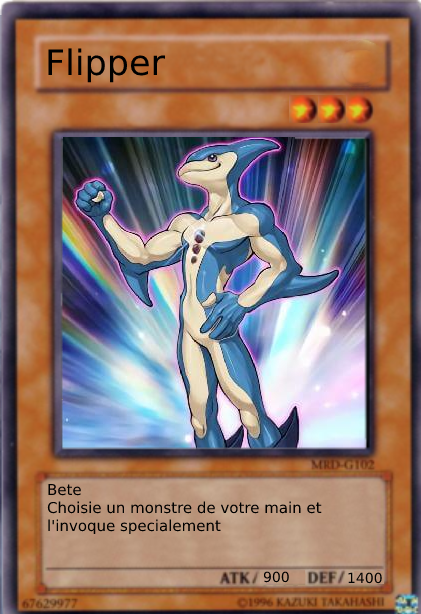 Flipper
MRD-G102
Bete
Choisie un monstre de votre main et
l'invoque specialement
ATK/ 900 DEF/ 1400
67629977 ©1996 KAZUKI TAKAHASHI